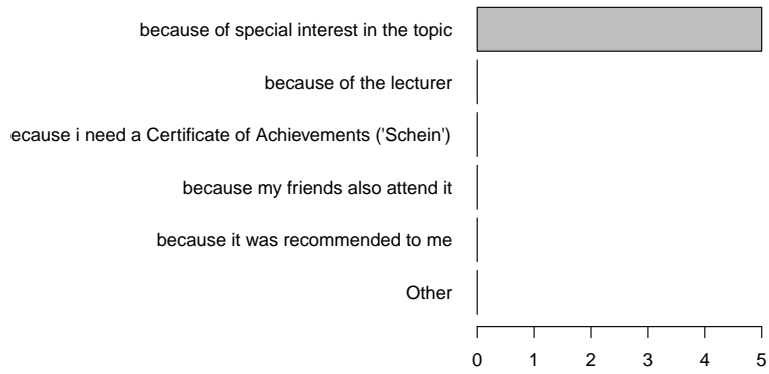 because of special interest in the topic
because of the lecturer
ecause i need a Certificate of Achievements ('Schein')
because my friends also attend it
because it was recommended to me
Other
0 1 2 3 4 5